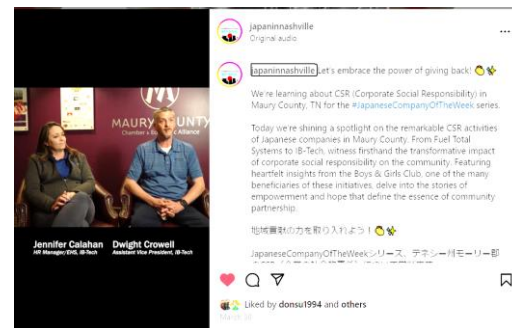 japaninnashville
Original audio
japaninnashville Let's embrace the power of giving back!
We're learning about CSR (Corporate Social Responsibility) in
Maury County, TN for the #JapaneseCompanyOfTheWeek series.
Today we're shining a spotlight on the remarkable CSR activities
of Japanese companies in Maury County. From Fuel Total
Systems to IB-Tech, witness firsthand the transformative impact
of corporate social responsibility on the community. Featuring
heartfelt insights from the Boys & Girls Club, one of the many
beneficiaries of these initiatives, delve into the stories of
empowerment and hope that define the essence of community
partnership.
地域貢献の力を取り入れよう！
JapaneseCompanyOfTheWeekシリーズ、テネシー州モーリー郡
Liked by donsu1994 and others
MAURY COUNTY
Chamber & Economic Alliance
Jennifer Calahan
HR Manager/EHS, IB-Tech
Dwight Crowell
Assistant Vice President, IB-Tech